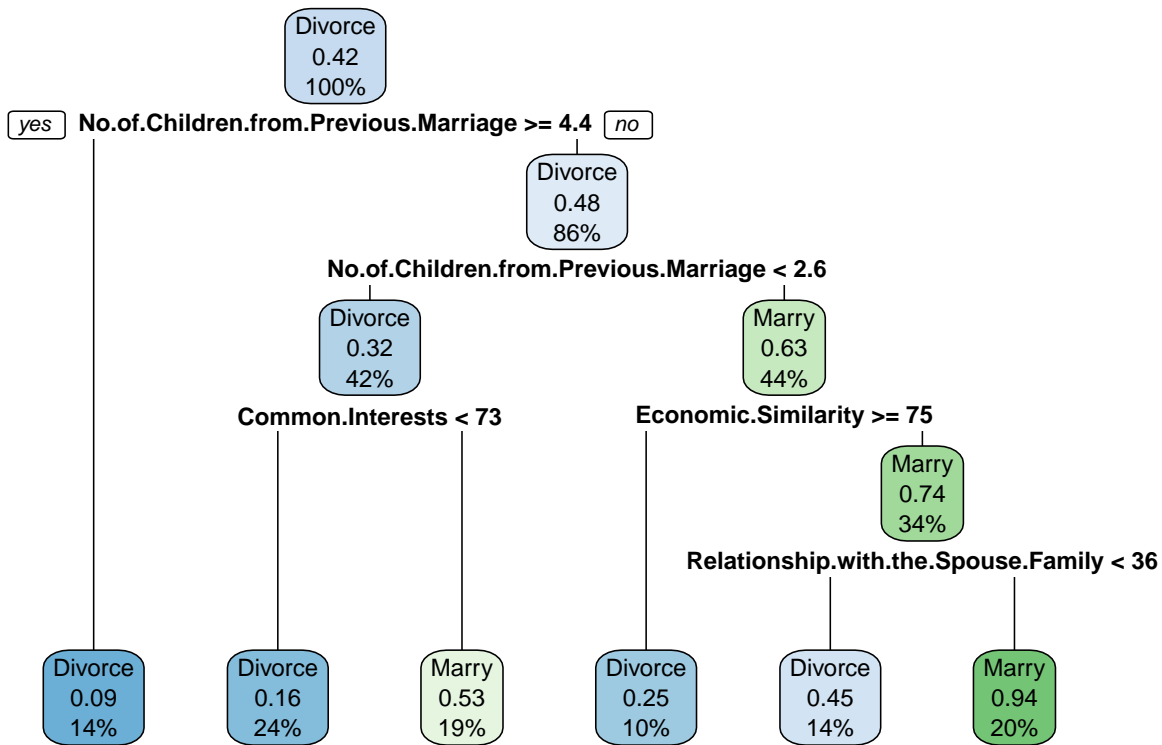 Divorce
0.42
100%
yes No.of.Children.from.Previous.Marriage >= 4.4 no
Divorce
0.48
86%
No.of.Children.from.Previous.Marriage < 2.6
Divorce
0.32
42%
Marry
0.63
44%
Common.Interests < 73
Economic.Similarity >= 75
Marry
0.74
34%
Relationship.with.the.Spouse.Family < 36
Divorce
0.09
14%
Divorce
0.16
24%
Marry
0.53
19%
Divorce
0.25
10%
Divorce
0.45
14%
Marry
0.94
20%